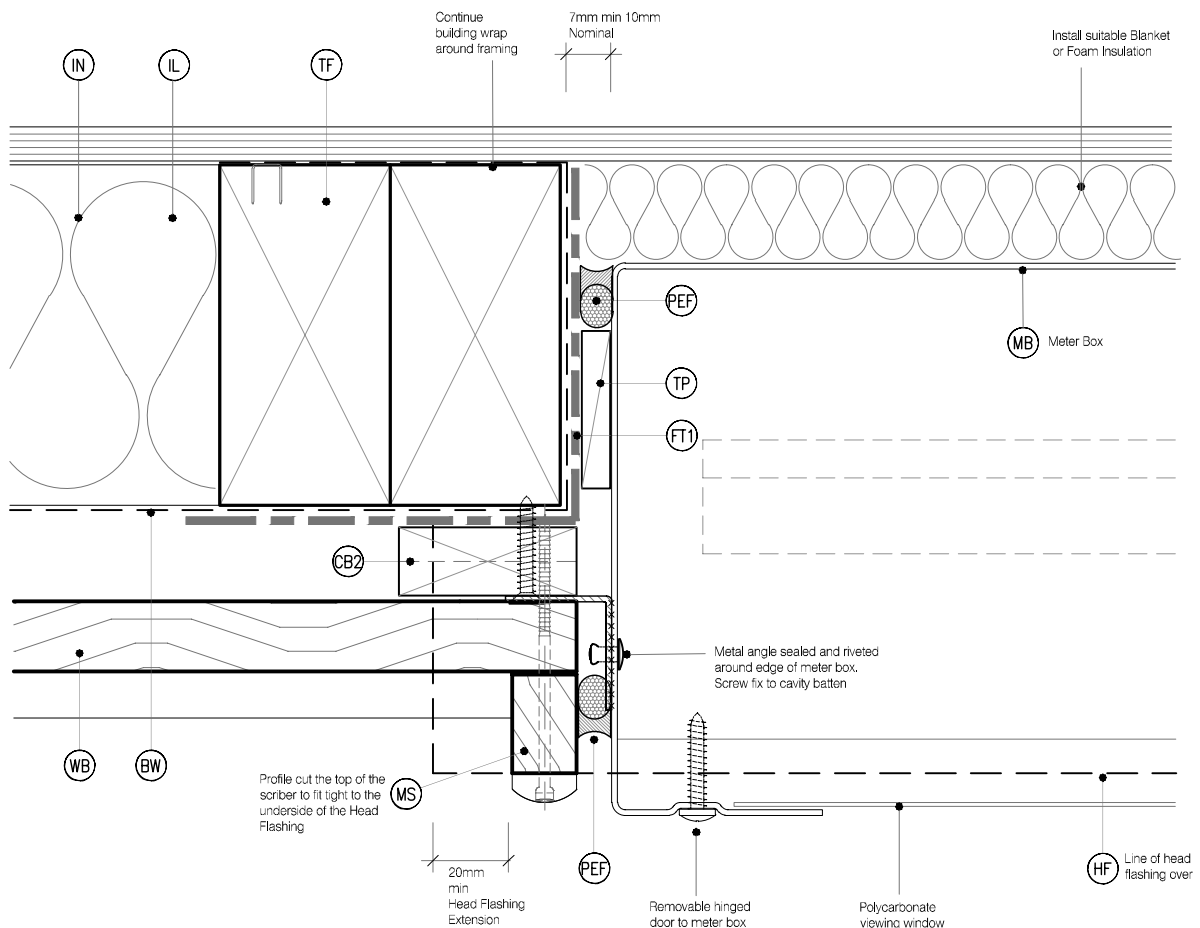 Continue
building wrap
around framing
7mm min 10mm
Nominal
Install suitable Blanket
or Foam Insulation
IN
IL
TF
PEF
MB
Meter Box
TP
FT1
CB2
Metal angle sealed and riveted
around edge of meter box.
Screw fix to cavity batten
WB
BW
Profile cut the top of the
scriber to fit tight to the
underside of the Head
Flashing
MS
20mm
min
Head Flashing
Extension
PEF
Removable hinged
door to meter box
Polycarbonate
viewing window
HF
Line of head
flashing over